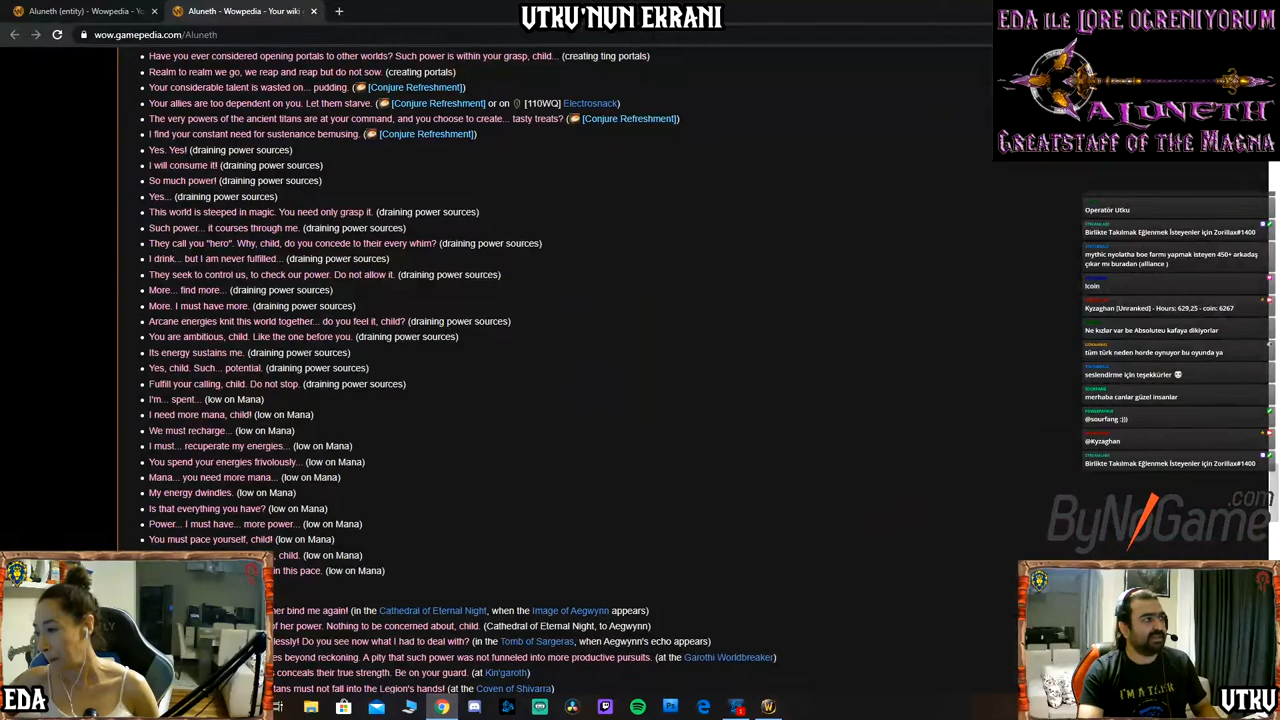 UTKU'NUN EKRANI
EDA iLE LORE OGRENiYORUM
ALUNETH
GREATSTAFF OF THE MAGNA
Aluneth (entity) - Wowpedia - Yo
Aluneth - Wowpedia - Your wiki
wow.gamepedia.com/Aluneth
Have you ever considered opening portals to other worlds? Such power is within your grasp, child... (creating ting portals)
Realm to realm we go, we reap and reap but do not sow. (creating portals)
Your considerable talent is wasted on... pudding. ( [Conjure Refreshment])
Your allies are too dependent on you. Let them starve. ( [Conjure Refreshment] or on [110WQ] Electrosnack)
The very powers of the ancient titans are at your command, and you choose to create... tasty treats? ( [Conjure Refreshment])
I find your constant need for sustenance bemusing. ( [Conjure Refreshment])
Yes. Yes! (draining power sources)
I will consume it! (draining power sources)
So much power! (draining power sources)
Yes... (draining power sources)
This world is steeped in magic. You need only grasp it. (draining power sources)
Such power... it courses through me. (draining power sources)
They call you "hero". Why, child, do you concede to their every whim? (draining power sources)
I drink... but I am never fulfilled... (draining power sources)
They seek to control us, to check our power. Do not allow it. (draining power sources)
More... find more... (draining power sources)
More. I must have more. (draining power sources)
Arcane energies knit this world together... do you feel it, child? (draining power sources)
You are ambitious, child. Like the one before you. (draining power sources)
Its energy sustains me. (draining power sources)
Yes, child. Such... potential. (draining power sources)
Fulfill your calling, child. Do not stop. (draining power sources)
I'm... spent... (low on Mana)
I need more mana, child! (low on Mana)
We must recharge... (low on Mana)
I must... recuperate my energies... (low on Mana)
You spend your energies frivolously... (low on Mana)
Mana... you need more mana... (low on Mana)
My energy dwindles. (low on Mana)
Is that everything you have? (low on Mana)
Power... I must have... more power... (low on Mana)
You must pace yourself, child! (low on Mana)
, child. (low on Mana)
in this pace. (low on Mana)
her bind me again! (in the Cathedral of Eternal Night, when the Image of Aegwynn appears)
of her power. Nothing to be concerned about, child. (Cathedral of Eternal Night, to Aegwynn)
lessly! Do you see now what I had to deal with? (in the Tomb of Sargeras, when Aegwynn's echo appears)
es beyond reckoning. A pity that such power was not funneled into more productive pursuits. (at the Garothi Worldbreaker)
conceals their true strength. Be on your guard. (at Kin'garoth)
tans must not fall into the Legion's hands! (at the Coven of Shivarra)
Operatör Utku
Birlikte Takılmak Eğlenmek İsteyenler için Zorillax#1400
mythic nyolatha boe farmı yapmak isteyen 450+ arkadaş
çıkar mı buradan (alliance )
!coin
Kyzaghan [Unranked] - Hours: 629,25 - coin: 6267
Ne kızlar var be Absoluteu kafaya dikiyorlar
tüm türk neden horde oynuyor bu oyunda ya
seslendirme için teşekkürler
merhaba canlar güzel insanlar
@sourfang :)))
@Kyzaghan
Birlikte Takılmak Eğlenmek İsteyenler için Zorillax#1400
ByNoGame.com
EDA
UTKU